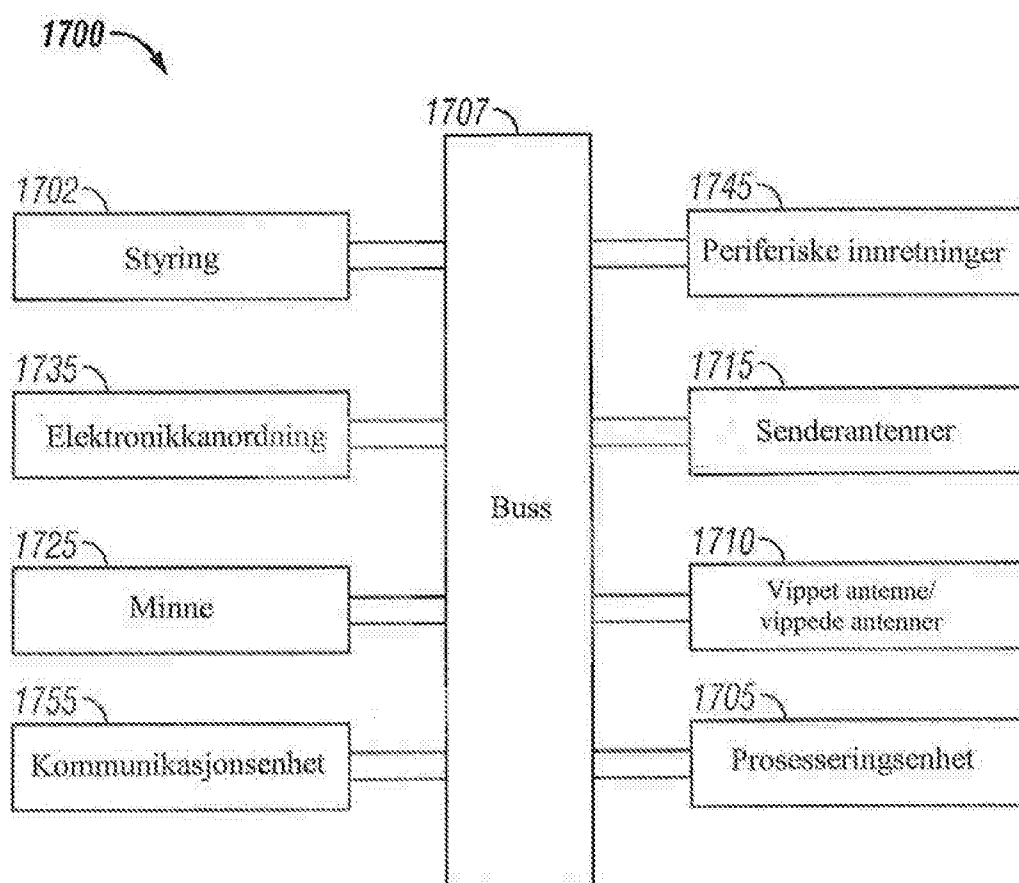 1700
1707
1702
Styring
1745
Periferiske innretninger
1735
Elektronikkanordning
1715
Senderantenner
Buss
1725
Minne
1710
Vippet antenne/
vippede antenner
1755
Kommunikasjonsenhet
1705
Prosesseringsenhet